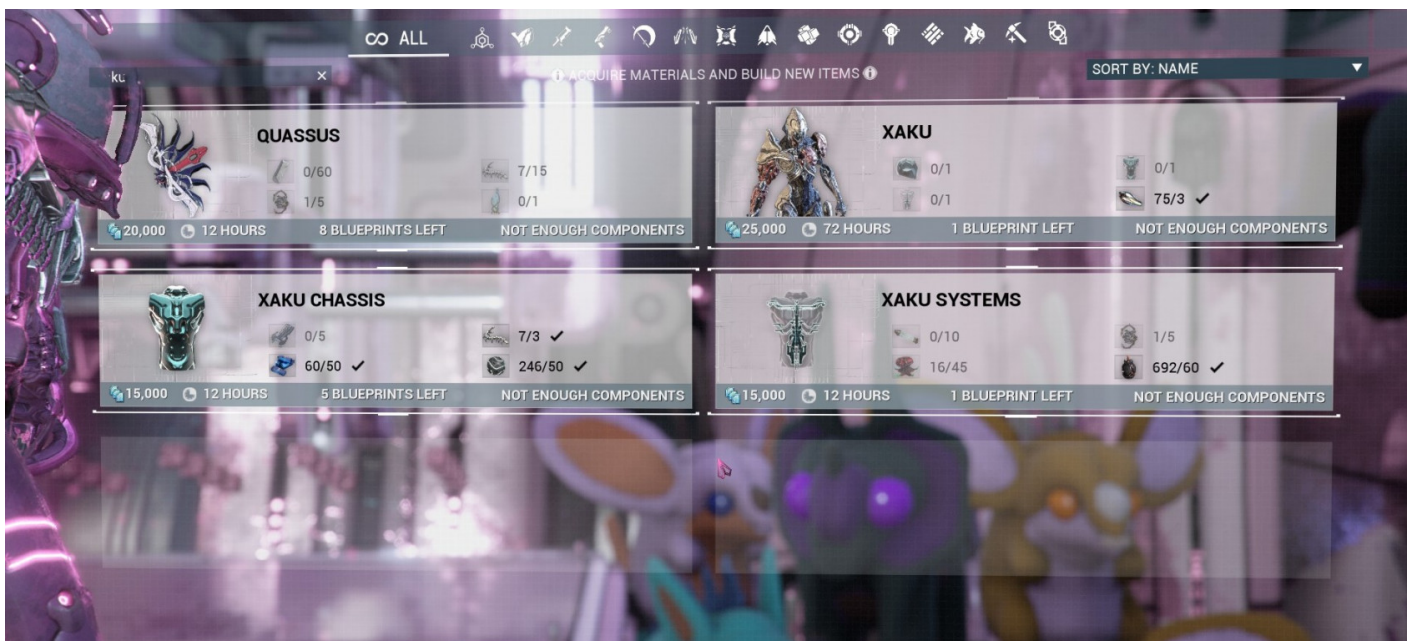 ∞ ALL
ku
×
ACQUIRE MATERIALS AND BUILD NEW ITEMS
SORT BY: NAME
QUASSUS
0/60
7/15
1/5
0/1
20,000
12 HOURS
8 BLUEPRINTS LEFT
NOT ENOUGH COMPONENTS
XAKU
0/1
0/1
0/1
75/3 ✓
25,000
72 HOURS
1 BLUEPRINT LEFT
NOT ENOUGH COMPONENTS
XAKU CHASSIS
0/5
7/3 ✓
60/50 ✓
246/50 ✓
15,000
12 HOURS
5 BLUEPRINTS LEFT
NOT ENOUGH COMPONENTS
XAKU SYSTEMS
0/10
1/5
16/45
692/60 ✓
15,000
12 HOURS
1 BLUEPRINT LEFT
NOT ENOUGH COMPONENTS